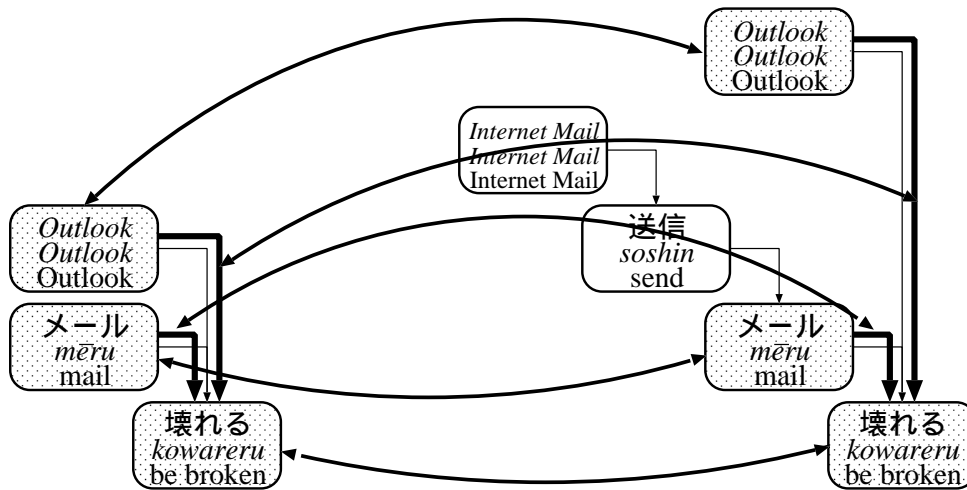 Outlook
Outlook
Outlook
Internet Mail
Internet Mail
Internet Mail
Outlook
Outlook
Outlook
送信
soshin
send
メール
mēru
mail
メール
mēru
mail
壊れる
kowareru
be broken
壊れる
kowareru
be broken